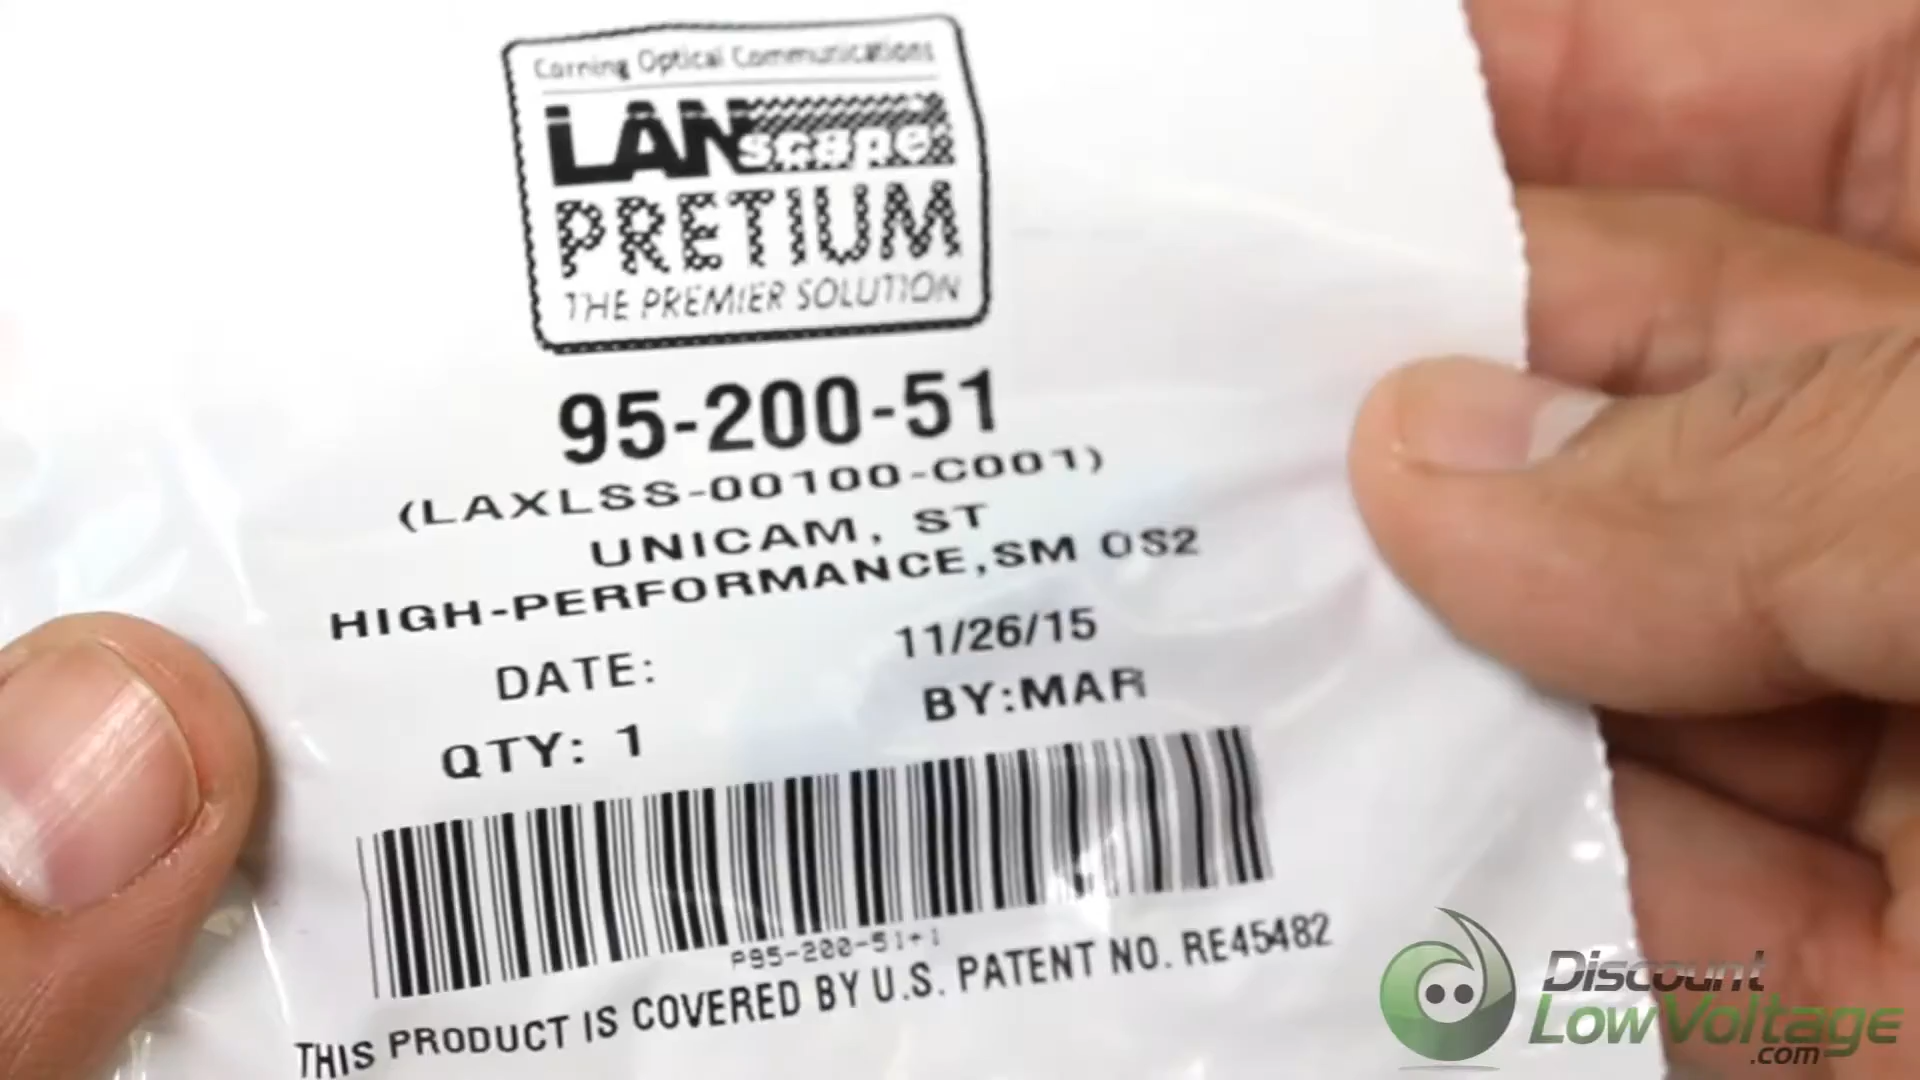 Corning Optical Communications
LANscape
PRETIUM
THE PREMIER SOLUTION
95-200-51
(LAXLSS-00100-C001)
UNICAM, ST
HIGH-PERFORMANCE,SM OS2
DATE: 11/26/15
QTY: 1 BY:MAR
P95-200-51+1
THIS PRODUCT IS COVERED BY U.S. PATENT NO. RE45482
Discount
LowVoltage
.com